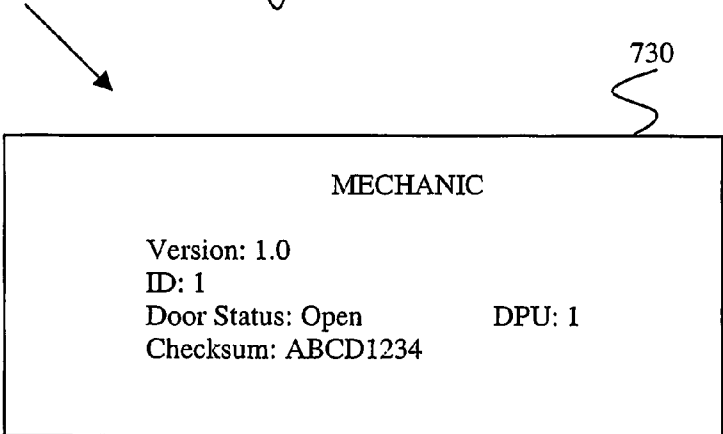 730
MECHANIC
Version: 1.0
ID: 1
Door Status: Open DPU: 1
Checksum: ABCD1234